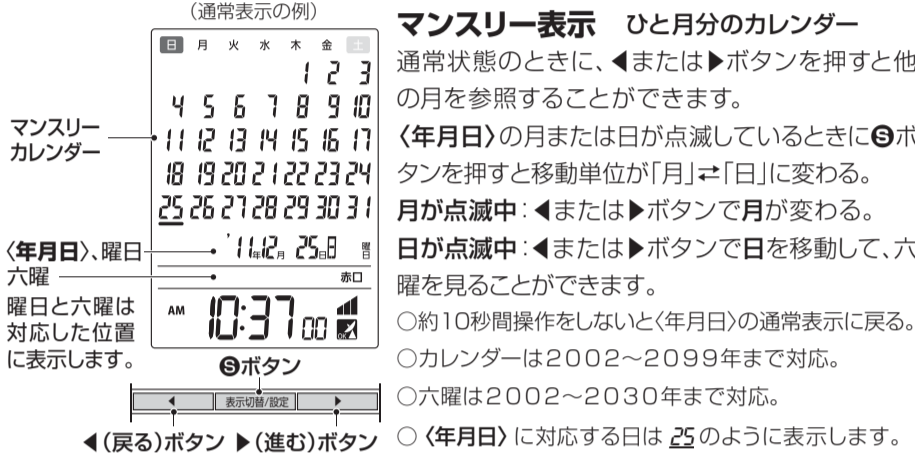 (通常表示の例)
日 月 火 水 木 金 土
1 2 3
4 5 6 7 8 9 10
11 12 13 14 15 16 17
18 19 20 21 22 23 24
25 26 27 28 29 30 31
'11年12月 25日日 曜日
赤口
AM 10:37 00
マンスリー
カレンダー
〈年月日〉、曜日
六曜
曜日と六曜は
対応した位置
に表示します。
Sボタン
◀ 表示切替/設定 ▶
◀(戻る)ボタン ▶(進む)ボタン
マンスリー表示 ひと月分のカレンダー
通常状態のときに、◀または▶ボタンを押すと他
の月を参照することができます。
〈年月日〉の月または日が点滅しているときにSボ
タンを押すと移動単位が「月」⇄「日」に変わる。
月が点滅中:◀または▶ボタンで月が変わる。
日が点滅中:◀または▶ボタンで日を移動して、六
曜を見ることができます。
○約10秒間操作をしないと〈年月日〉の通常表示に戻る。
○カレンダーは2002〜2099年まで対応。
○六曜は2002〜2030年まで対応。
○〈年月日〉に対応する日は 25 のように表示します。